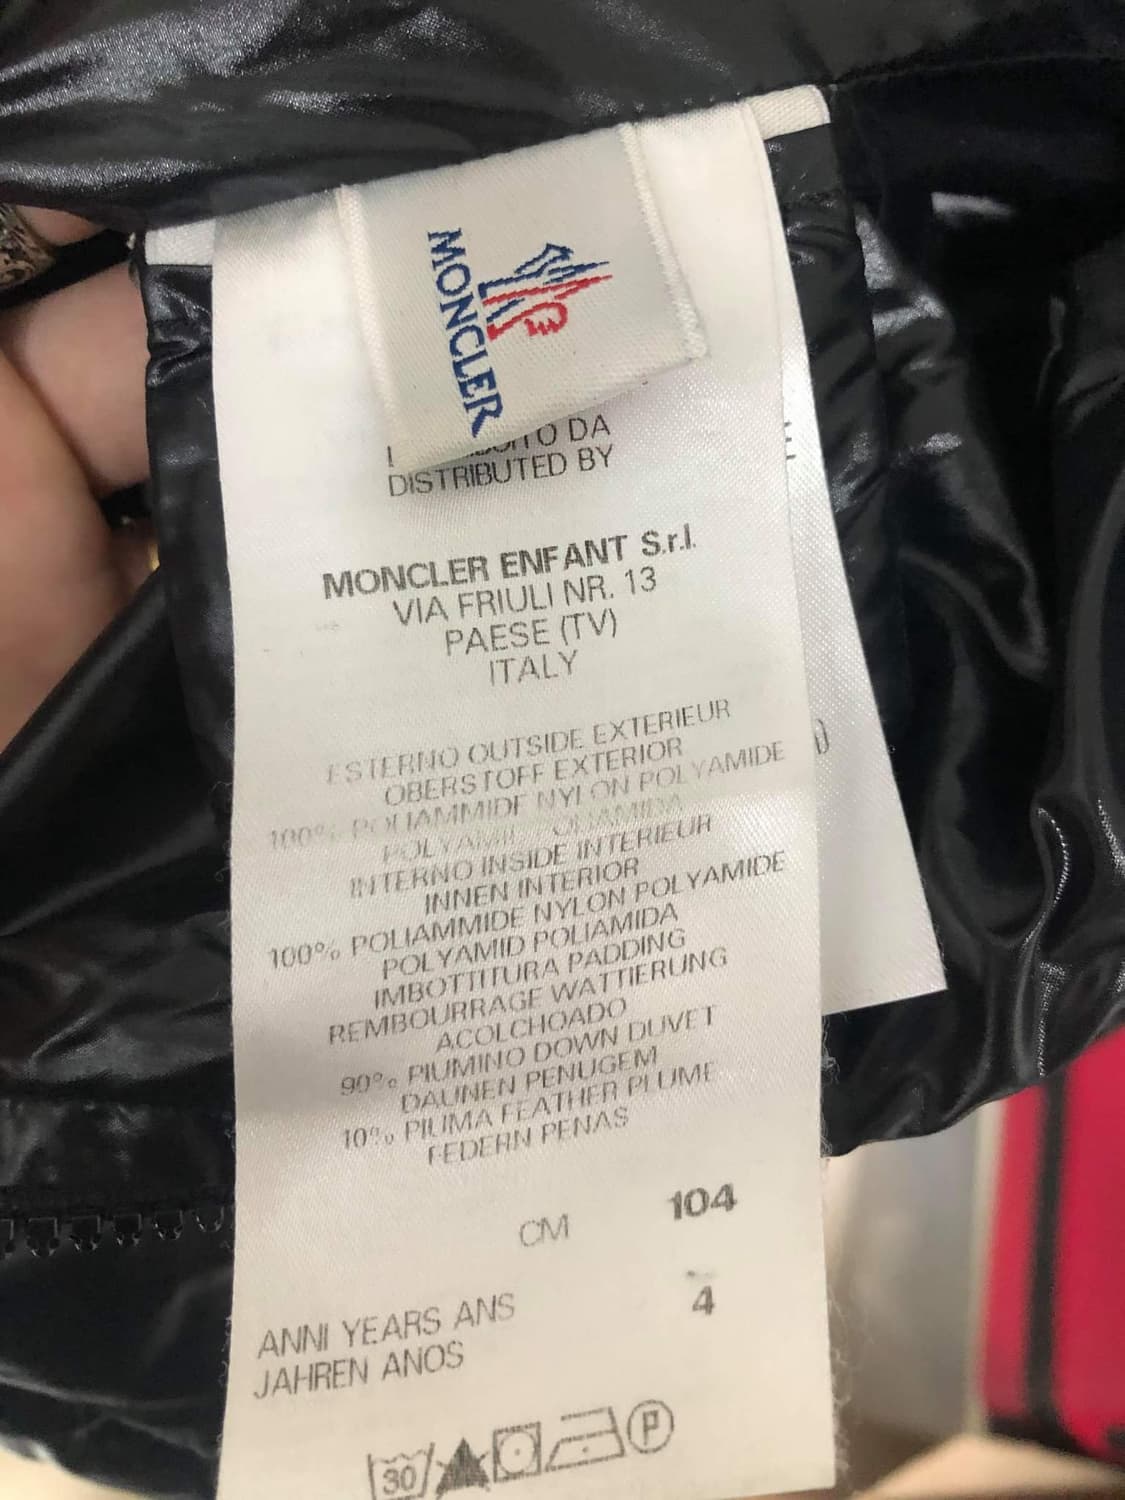 MONCLER
DA
DISTRIBUTED BY
MONCLER ENFANT S.r.l.
VIA FRIULI NR. 13
PAESE (TV)
ITALY
ESTERNO OUTSIDE EXTERIEUR
OBERSTOFF EXTERIOR
100% POLIAMMIDE NYLON POLYAMIDE
POLYAMID POLIAMIDA
INTERNO INSIDE INTERIEUR
INNEN INTERIOR
100% POLIAMMIDE NYLON POLYAMIDE
POLYAMID POLIAMIDA
IMBOTTITURA PADDING
REMBOURRAGE WATTIERUNG
ACOLCHOADO
90% PIUMINO DOWN DUVET
DAUNEN PENUGEM
10% PIUMA FEATHER PLUME
FEDERN PENAS
CM 104
ANNI YEARS ANS 4
JAHREN ANOS
30 P